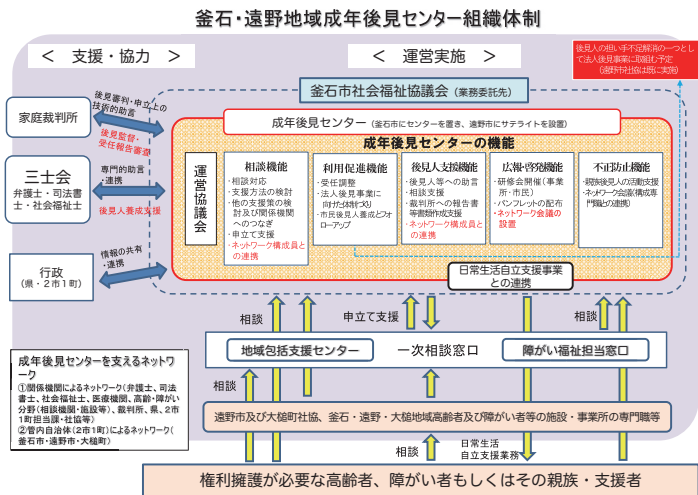 釜石・遠野地域成年後見センター組織体制
＜ 支援・協力 ＞
＜ 運営実施 ＞
後見人の担い手不足解消の一つとし
て法人後見事業に取組む予定
（遠野市社協は既に実施）
釜石市社会福祉協議会（業務委託先）
家庭裁判所
後見審判・申立上の
技術的助言
後見監督・
受任報告審査
三士会
弁護士・司法書
士・社会福祉士
専門的助言
・連携
後見人養成支援
行政
（県・２市１町）
情報の共有
・連携
成年後見センター（釜石市にセンターを置き、遠野市にサテライトを設置）
成年後見センターの機能
運営協議会
相談機能
・相談対応
・支援方法の検討
・他の支援策の検
討及び関係機関
へのつなぎ
・申立て支援
・ネットワーク構成員と
の連携
利用促進機能
・受任調整
・法人後見事業に
向けた体制づくり
・市民後見人養成とフ
ォローアップ
後見人支援機能
・後見人等への助言
・相談支援
・裁判所への報告書
等書類作成支援
・ネットワーク構成員と
の連携
広報・啓発機能
・研修会開催（事業
所・市民）
・パンフレットの配布
・ネットワーク会議の
設置
不正防止機能
・親族後見人の活動支援
・ネットワーク会議（構成専
門職との連携）
日常生活自立支援事業
との連携
相談
申立て支援
相談
地域包括支援センター
一次相談窓口
障がい福祉担当窓口
成年後見センターを支えるネットワ
ーク
①関係機関によるネットワーク（弁護士、司法
書士、社会福祉士、医療機関、高齢・障がい
分野（相談機関・施設等）、裁判所、県、２市
１町担当課・社協等）
②管内自治体（２市１町）によるネットワーク（
釜石市・遠野市・大槌町）
相談
遠野市及び大槌町社協、釜石・遠野・大槌地域高齢者及び障がい者等の施設・事業所の専門職等
相談
日常生活
自立支援業務
権利擁護が必要な高齢者、障がい者もしくはその親族・支援者